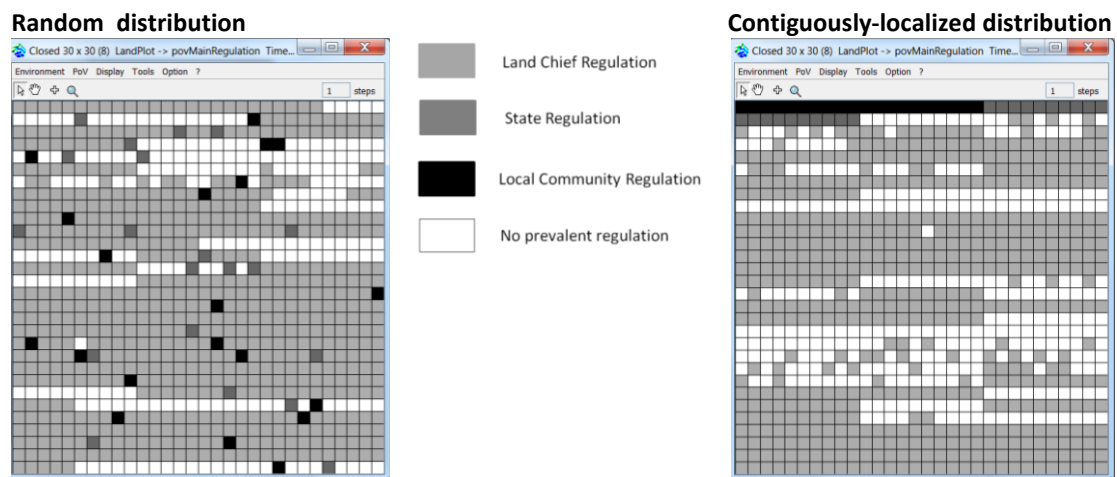 Random distribution
Contiguously-localized distribution
Closed 30 x 30 (8) LandPlot -> povMainRegulation Time...
Environment PoV Display Tools Option ?
1 steps
Land Chief Regulation
State Regulation
Local Community Regulation
No prevalent regulation
Closed 30 x 30 (8) LandPlot -> povMainRegulation Time...
Environment PoV Display Tools Option ?
1 steps